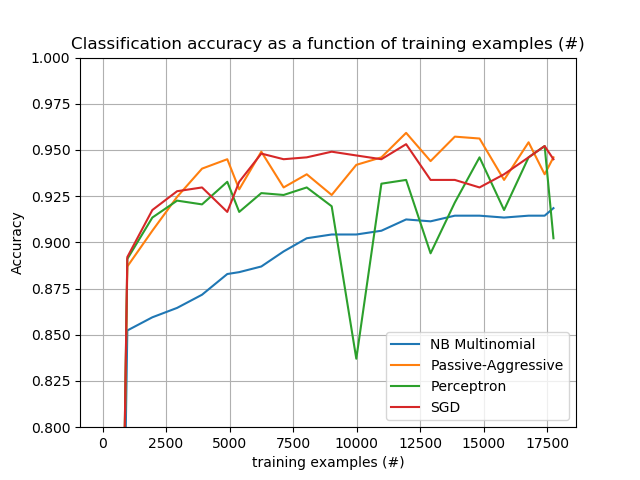 Classification accuracy as a function of training examples (#)
1.000
0.975
0.950
0.925
0.900
0.875
0.850
0.825
0.800
Accuracy
NB Multinomial
Passive-Aggressive
Perceptron
SGD
0 2500 5000 7500 10000 12500 15000 17500
training examples (#)